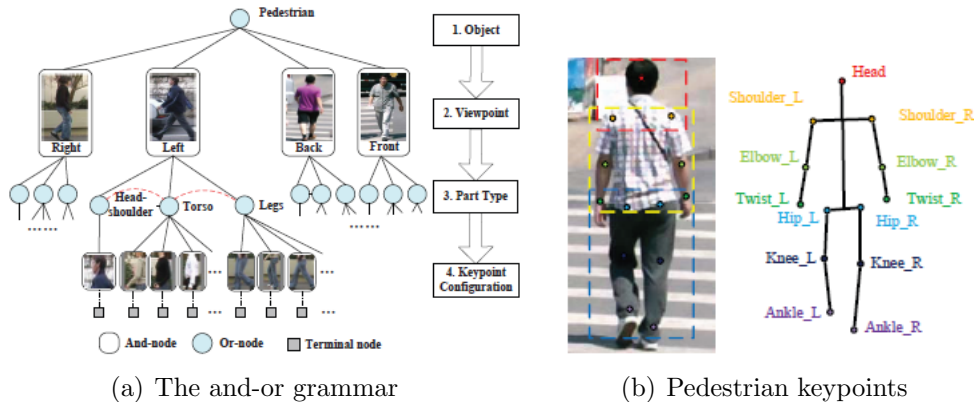 Pedestrian
1. Object
2. Viewpoint
3. Part Type
4. Keypoint
Configuration
Right
Left
Back
Front
Head-
shoulder
Torso
Legs
... ...
... ...
...
...
...
...
And-node
Or-node
Terminal node
(a) The and-or grammar
Head
Shoulder_L
Shoulder_R
Elbow_L
Elbow_R
Twist_L
Twist_R
Hip_L
Hip_R
Knee_L
Knee_R
Ankle_L
Ankle_R
(b) Pedestrian keypoints